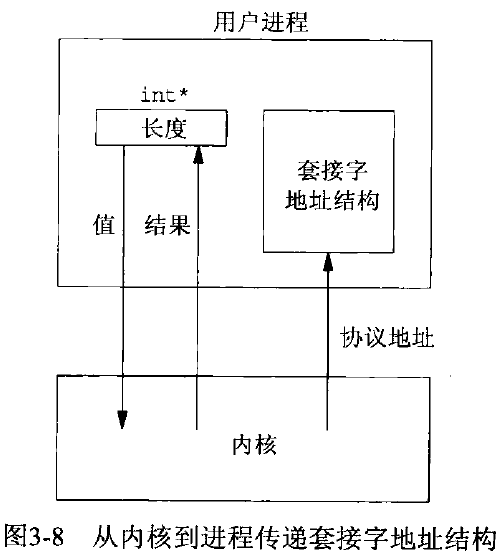 用户进程
int*
长度
套接字
地址结构
值
结果
协议地址
内核
图3-8 从内核到进程传递套接字地址结构